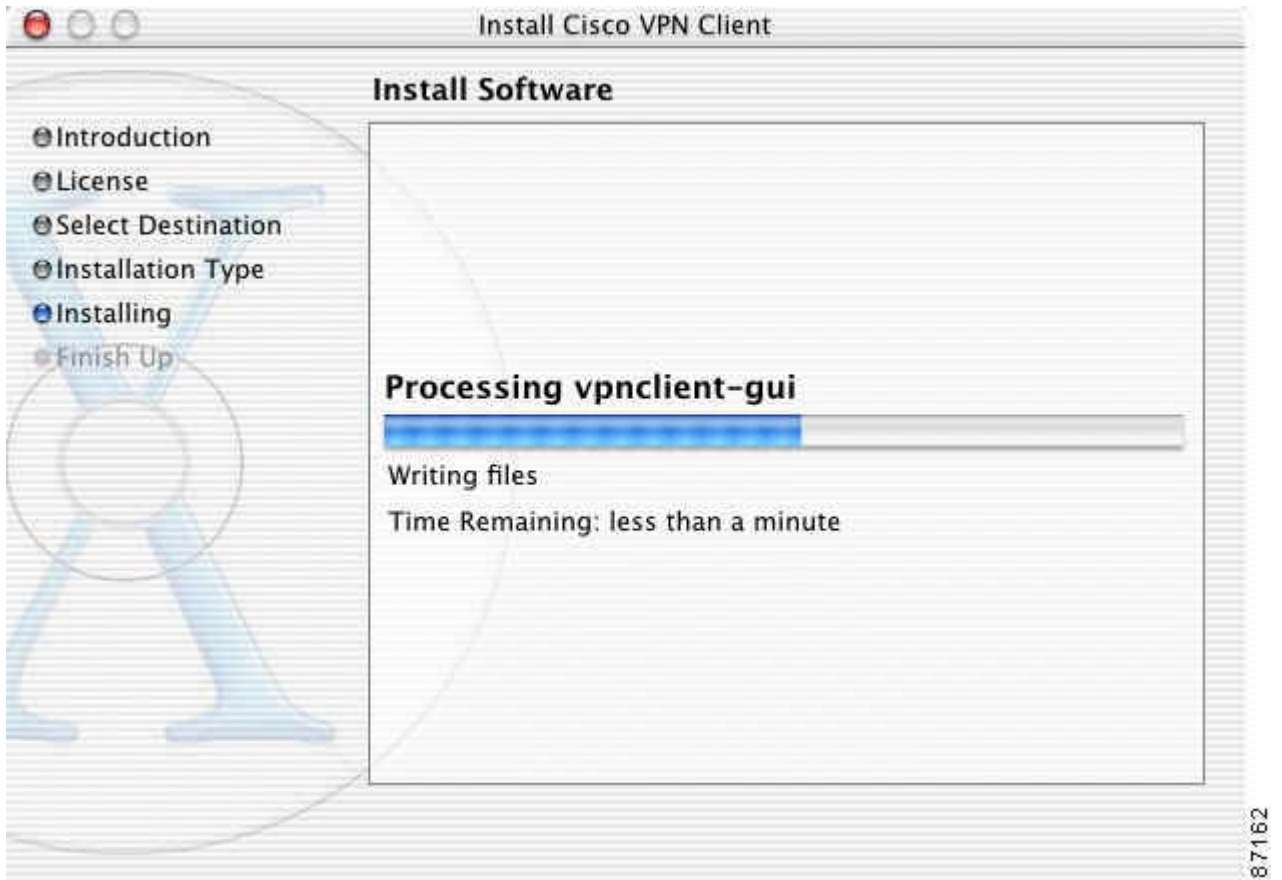 Install Cisco VPN Client
Install Software
Introduction
License
Select Destination
Installation Type
Installing
Finish Up
Processing vpnclient-gui
Writing files
Time Remaining: less than a minute
87162